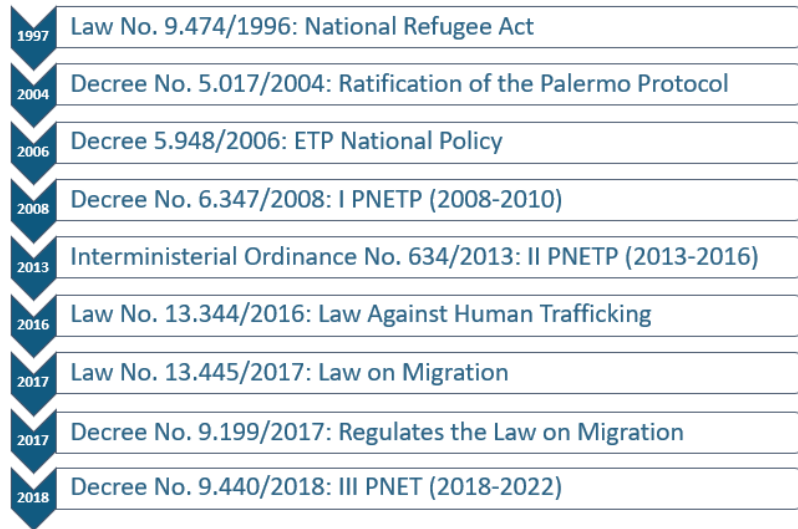 1997 Law No. 9.474/1996: National Refugee Act
2004 Decree No. 5.017/2004: Ratification of the Palermo Protocol
2006 Decree 5.948/2006: ETP National Policy
2008 Decree No. 6.347/2008: I PNETP (2008-2010)
2013 Interministerial Ordinance No. 634/2013: II PNETP (2013-2016)
2016 Law No. 13.344/2016: Law Against Human Trafficking
2017 Law No. 13.445/2017: Law on Migration
2017 Decree No. 9.199/2017: Regulates the Law on Migration
2018 Decree No. 9.440/2018: III PNET (2018-2022)